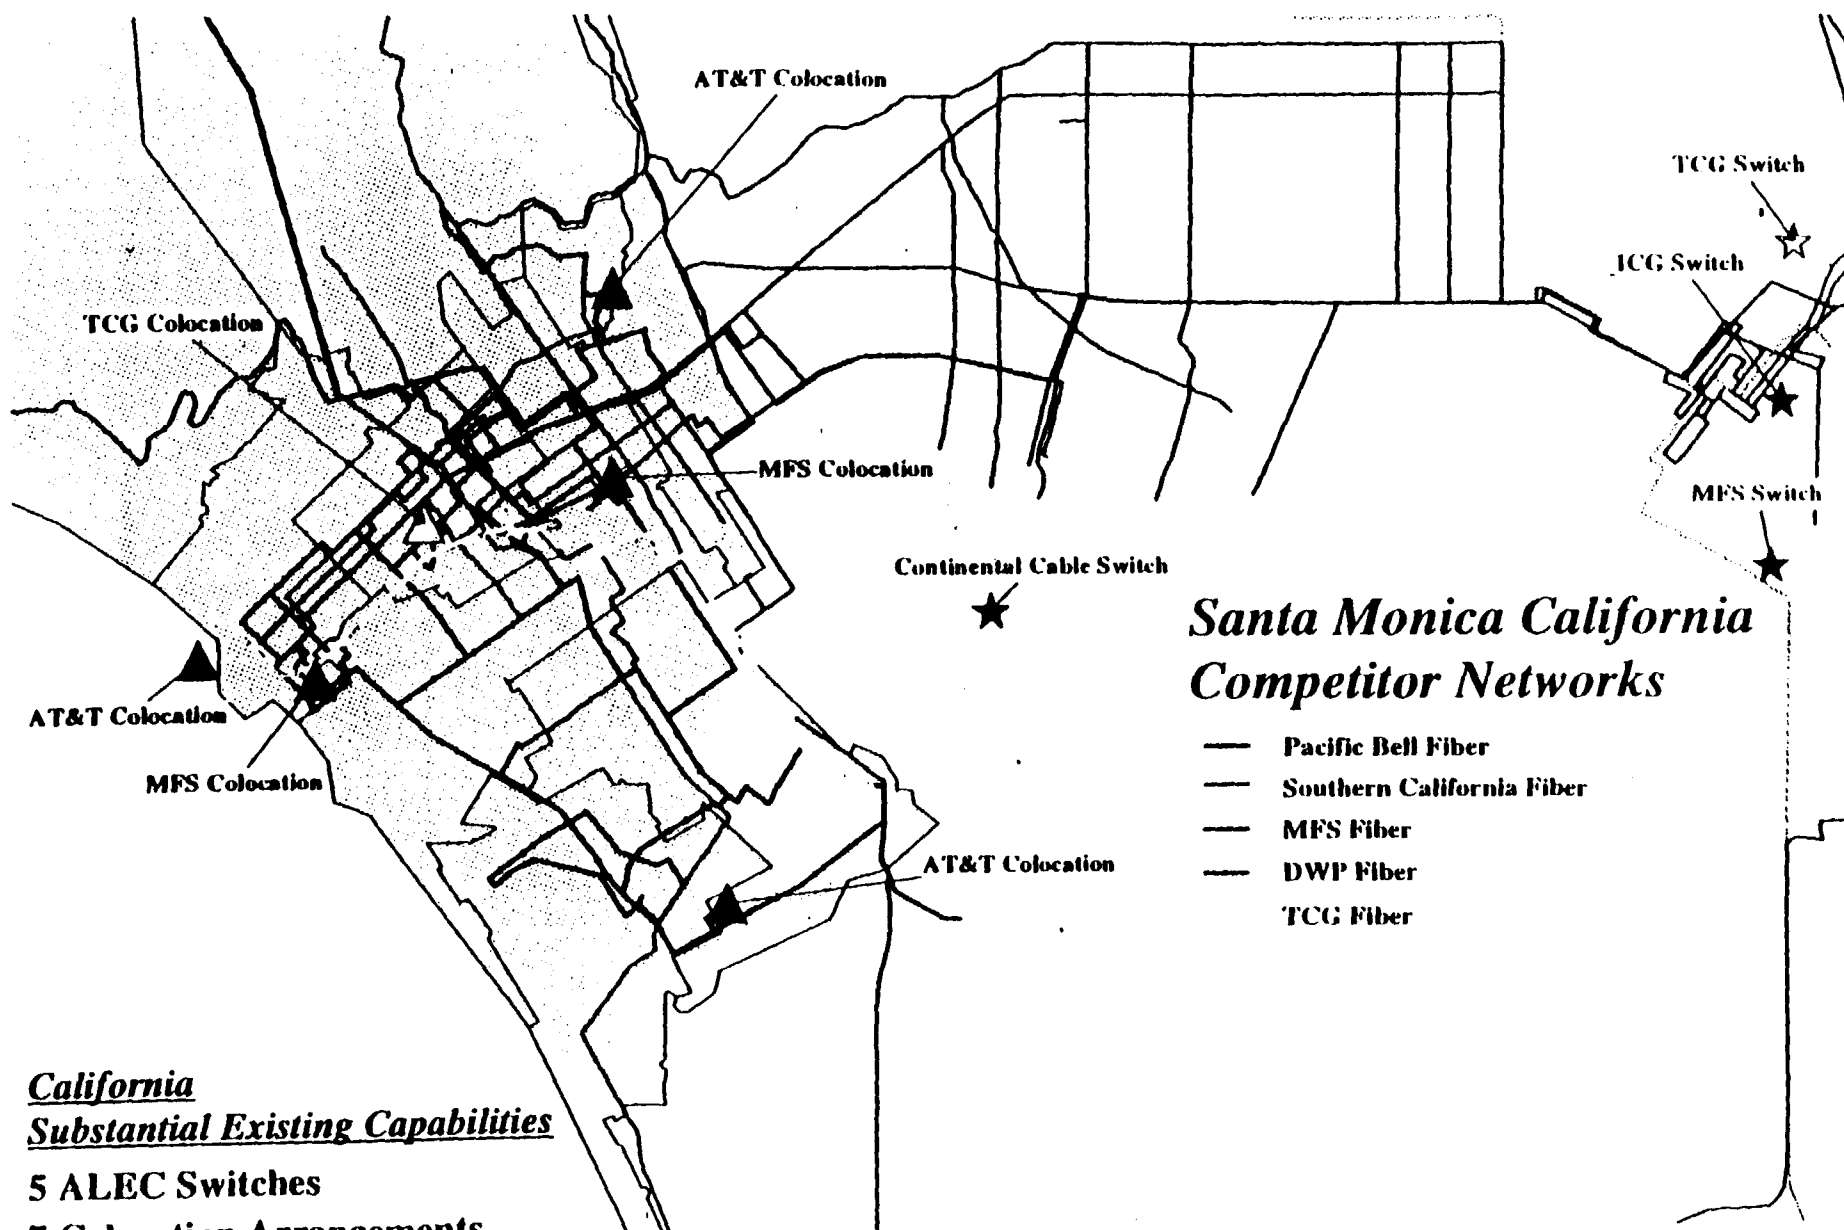 AT&T Colocation
TCG Switch
ICG Switch
TCG Colocation
MFS Colocation
MFS Switch
Continental Cable Switch
Santa Monica California
Competitor Networks
AT&T Colocation
Pacific Bell Fiber
MFS Colocation
Southern California Fiber
MFS Fiber
AT&T Colocation
DWP Fiber
TCG Fiber
California
Substantial Existing Capabilities
5 ALEC Switches
Colocation Arrangements